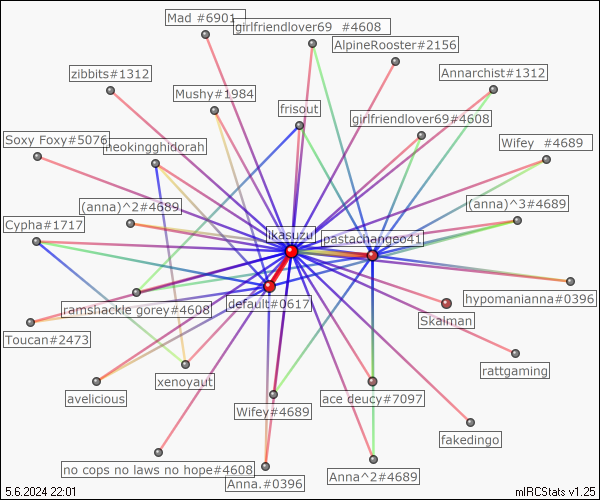 Mad #6901
girlfriendlover69 #4608
AlpineRooster#2156
zibbits#1312
Annarchist#1312
Mushy#1984
frisout
girlfriendlover69#4608
Soxy Foxy#5076
neokingghidorah
Wifey #4689
(anna)^2#4689
(anna)^3#4689
Cypha#1717
ikasuzu
pastachangeo41
ramshackle gorey#4608
default#0617
hypomanianna#0396
Skalman
Toucan#2473
rattgaming
xenoyaut
avelicious
Wifey#4689
ace deucy#7097
fakedingo
no cops no laws no hope#4608
Anna.#0396
Anna^2#4689
5.6.2024 22:01
mIRCStats v1.25